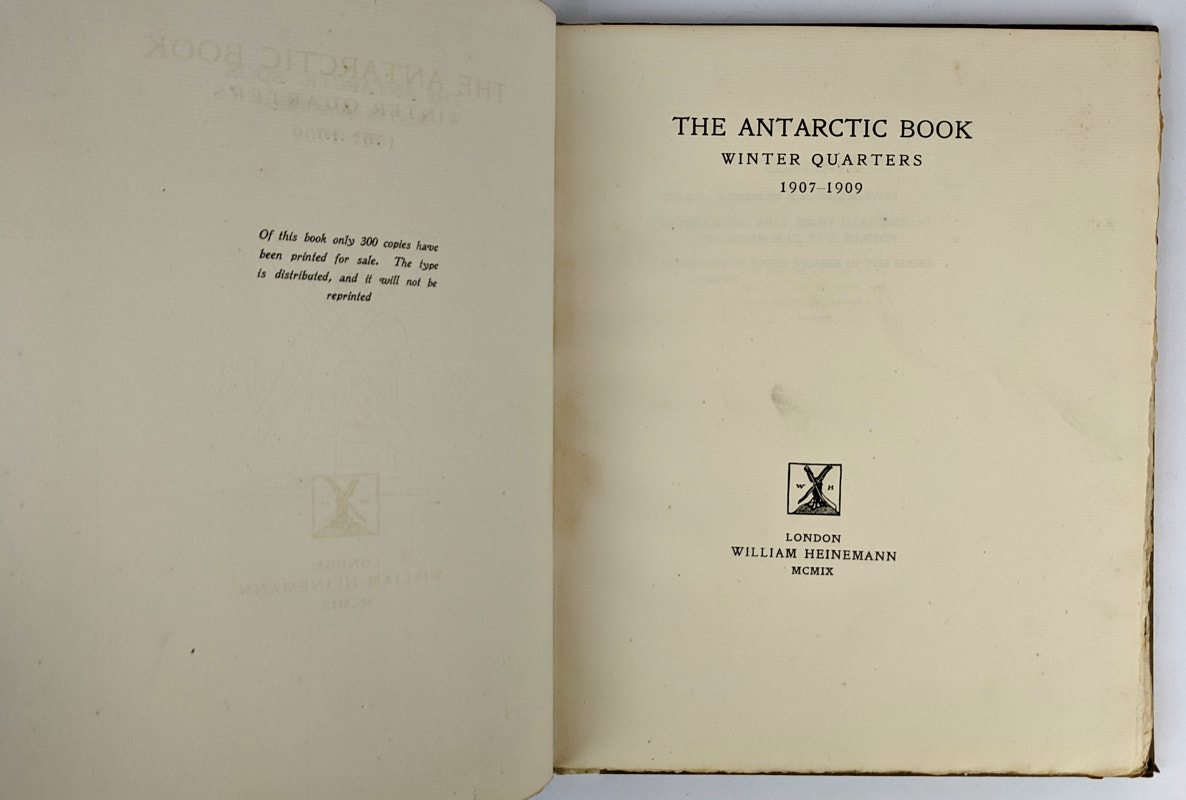 Of this book only 300 copies have
been printed for sale. The type
is distributed, and it will not be
reprinted
THE ANTARCTIC BOOK
WINTER QUARTERS
1907–1909
W H
LONDON
WILLIAM HEINEMANN
MCMIX